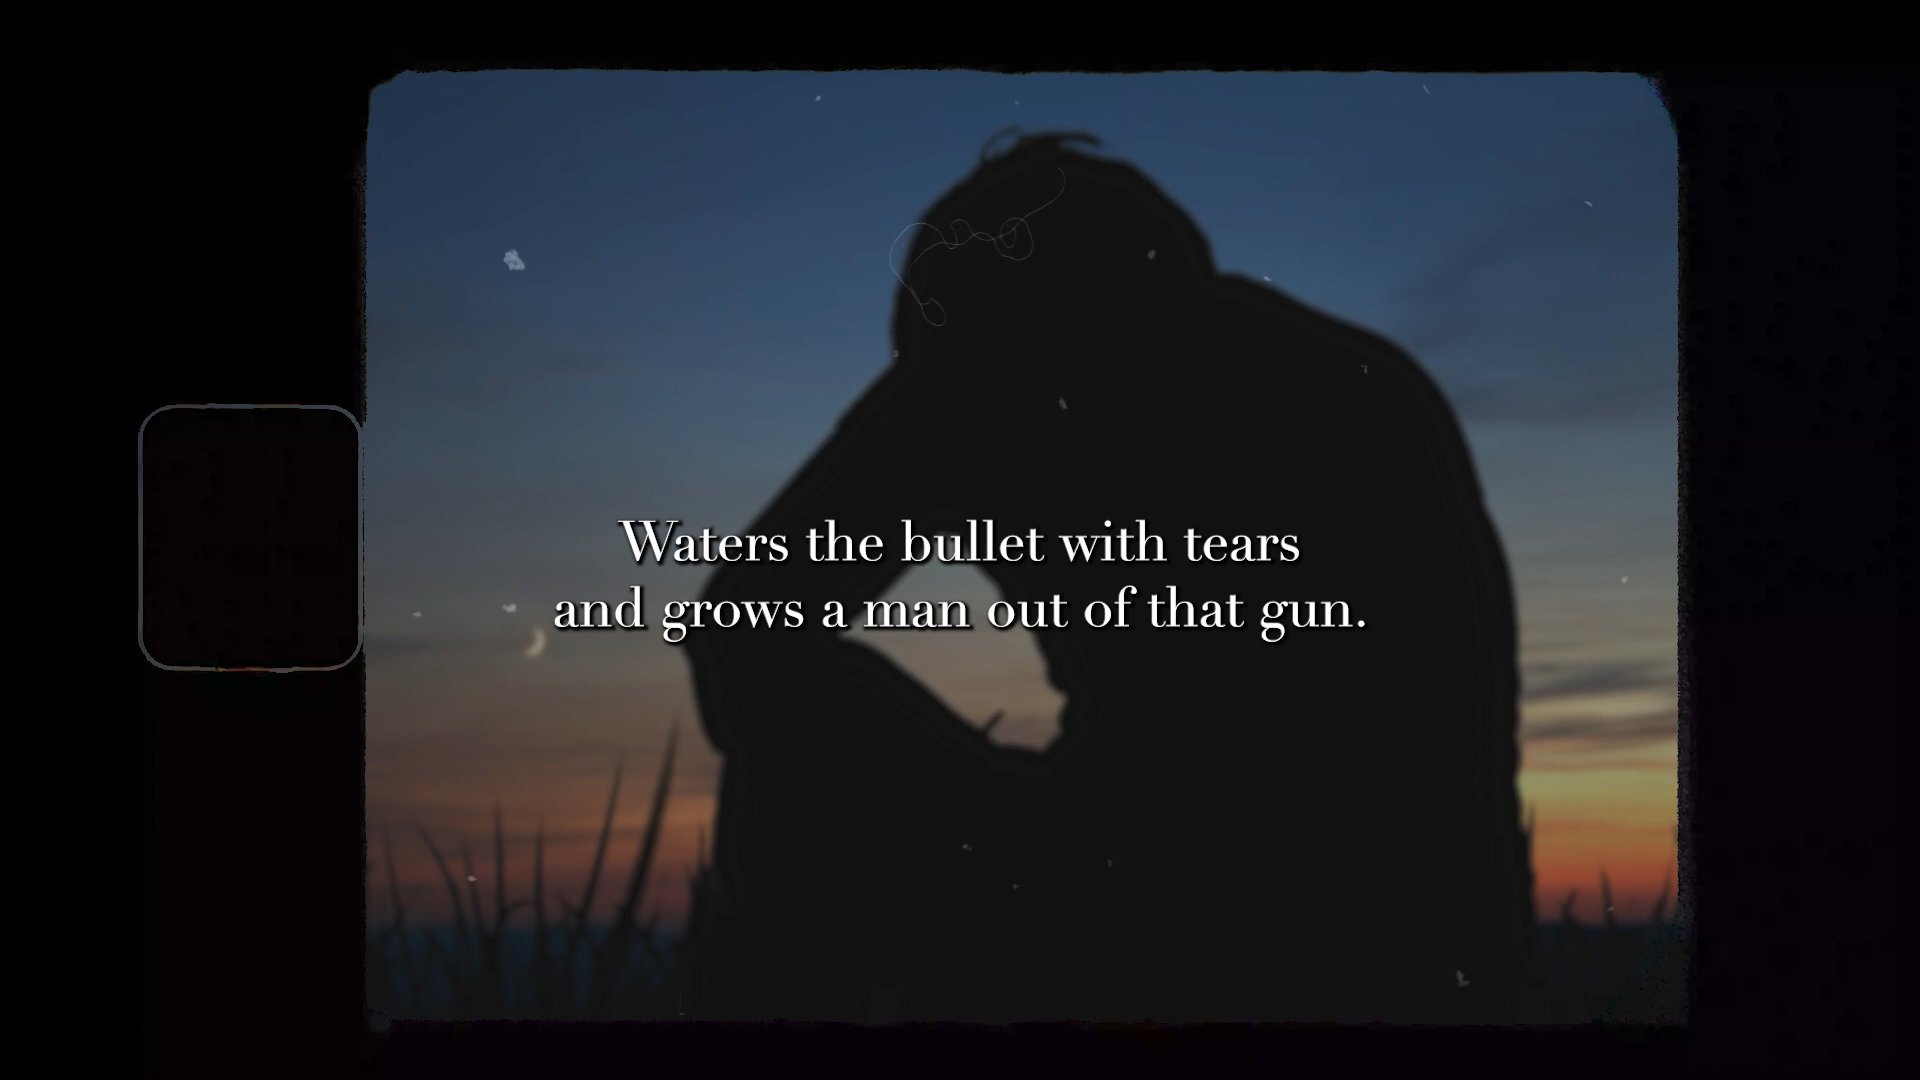 Waters the bullet with tears
and grows a man out of that gun.